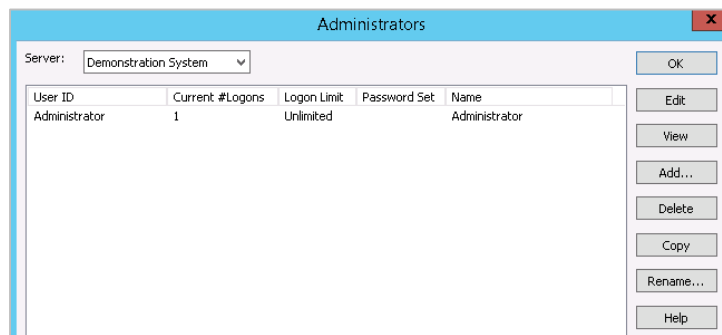 Administrators
x
Server: Demonstration System
OK
User ID Current #Logons Logon Limit Password Set Name
Edit
Administrator 1 Unlimited Administrator
View
Add...
Delete
Copy
Rename...
Help